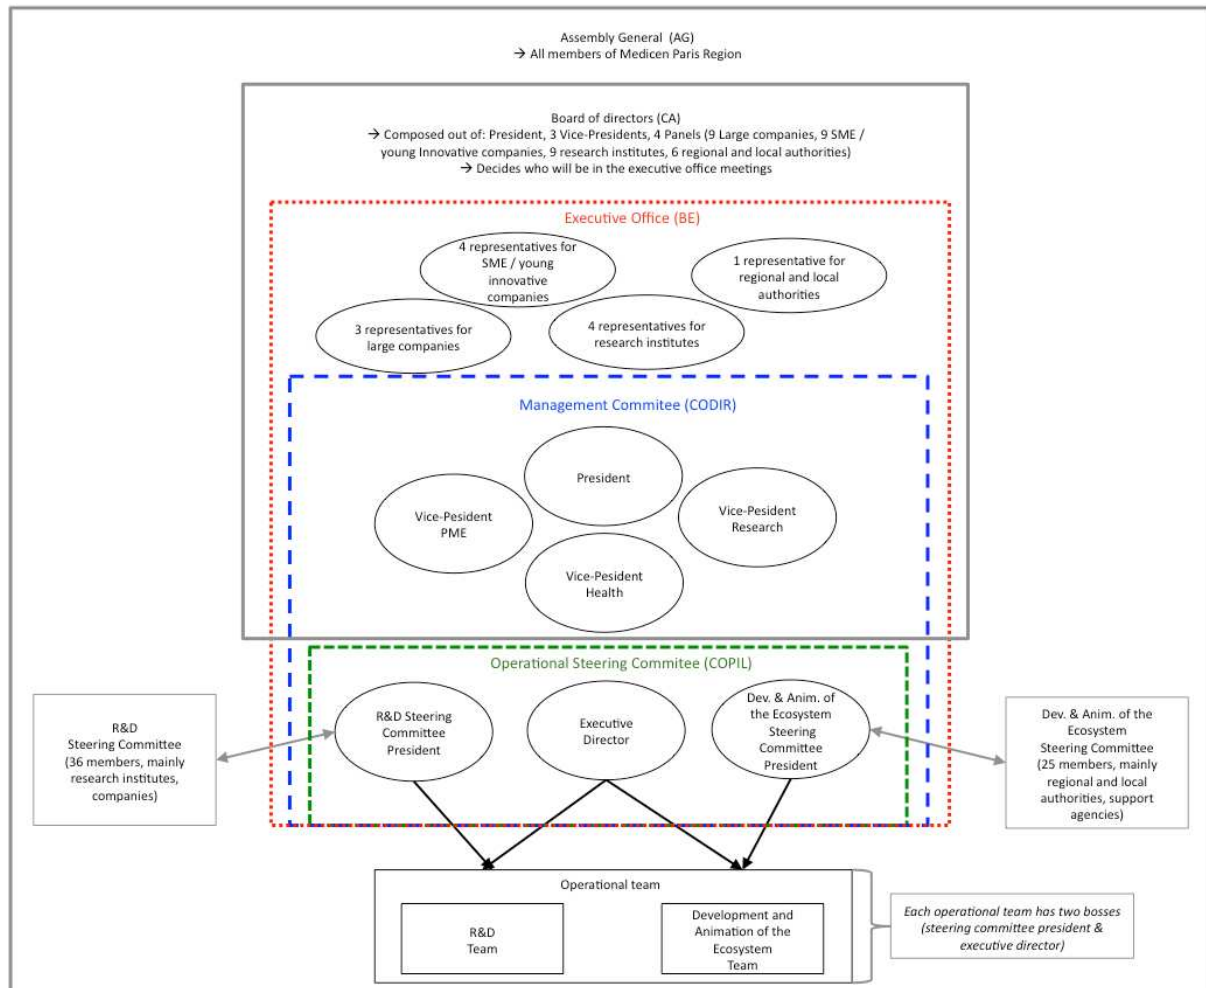 Assembly General  (AG)
→ All members of Medicen Paris Region
Board of directors (CA)
→ Composed out of: President, 3 Vice-Presidents, 4 Panels (9 Large companies, 9 SME /
young Innovative companies, 9 research institutes, 6 regional and local authorities)
→ Decides who will be in the executive office meetings
Executive Office (BE)
4 representatives for
SME / young
innovative
companies
1 representative for
regional and local
authorities
3 representatives for
large companies
4 representatives for
research institutes
Management Commitee (CODIR)
President
Vice-Pesident
PME
Vice-Pesident
Research
Vice-Pesident
Health
Operational Steering Commitee (COPIL)
R&D
Steering Committee
(36 members, mainly
research institutes,
companies)
R&D Steering
Committee
President
Executive
Director
Dev. & Anim. of
the Ecosystem
Steering
Committee
President
Dev. & Anim. of the
Ecosystem
Steering Committee
(25 members, mainly
regional and local
authorities, support
agencies)
Operational team
R&D
Team
Development and
Animation of the
Ecosystem
Team
Each operational team has two bosses
(steering committee president &
executive director)